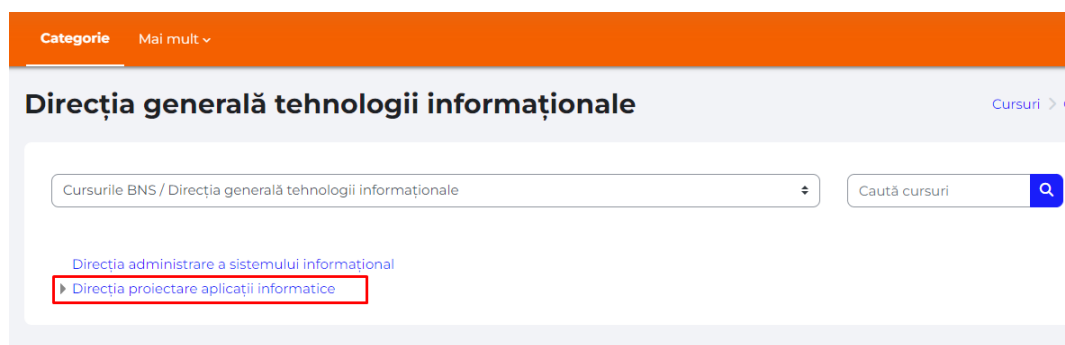 Categorie Mai mult
Direcția generală tehnologii informaționale
Cursuri
Cursurile BNS / Direcția generală tehnologii informaționale
Caută cursuri
Direcția administrare a sistemului informațional
Direcția proiectare aplicații informatice